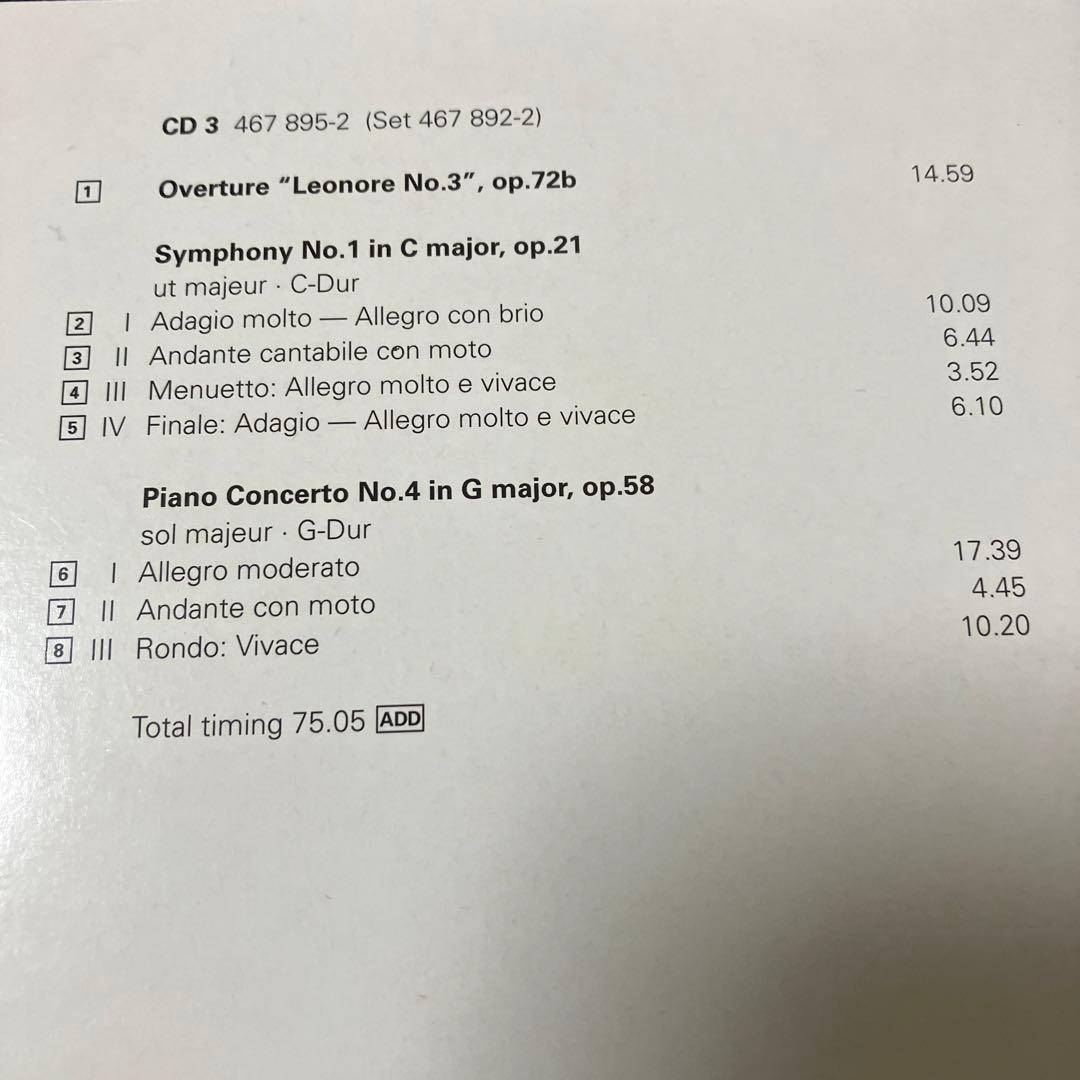 CD 3 467 895-2 (Set 467 892-2)
1 Overture “Leonore No.3”, op.72b 14.59
Symphony No.1 in C major, op.21
ut majeur · C-Dur
2 I Adagio molto — Allegro con brio 10.09
3 II Andante cantabile con moto 6.44
4 III Menuetto: Allegro molto e vivace 3.52
5 IV Finale: Adagio — Allegro molto e vivace 6.10
Piano Concerto No.4 in G major, op.58
sol majeur · G-Dur
6 I Allegro moderato 17.39
7 II Andante con moto 4.45
8 III Rondo: Vivace 10.20
Total timing 75.05 ADD